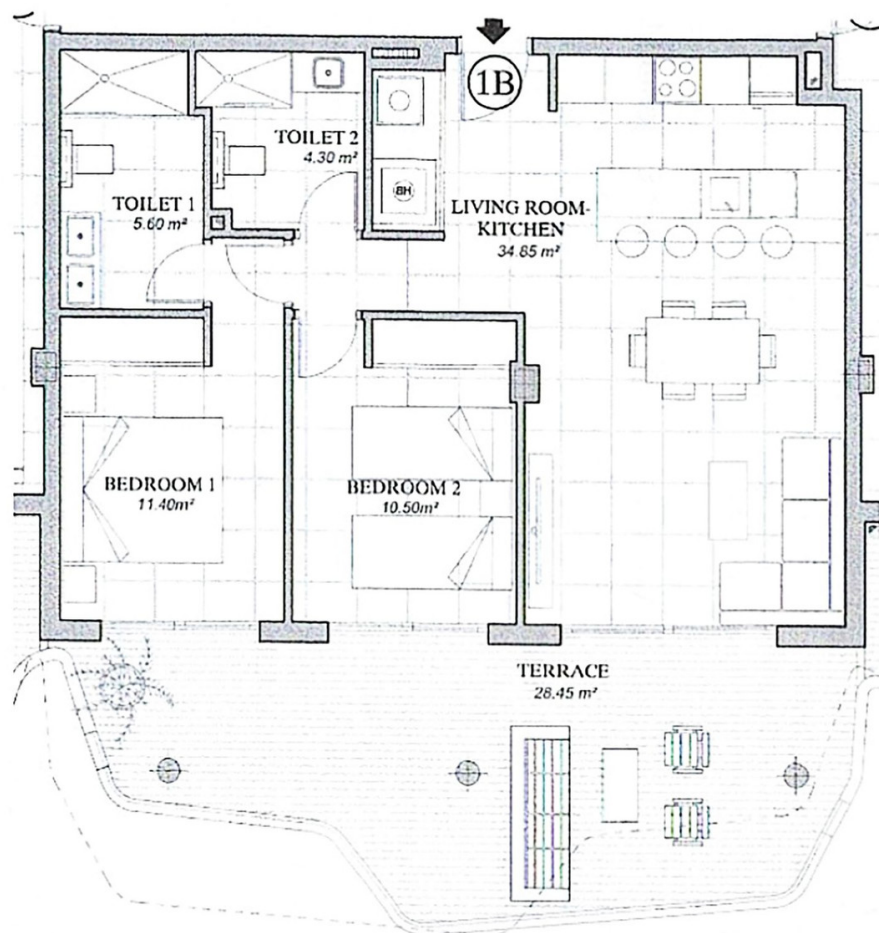 1B
TOILET 2
4.30 m²
TOILET 1
5.60 m²
BH
LIVING ROOM-
KITCHEN
34.85 m²
BEDROOM 1
11.40m²
BEDROOM 2
10.50m²
TERRACE
28.45 m²